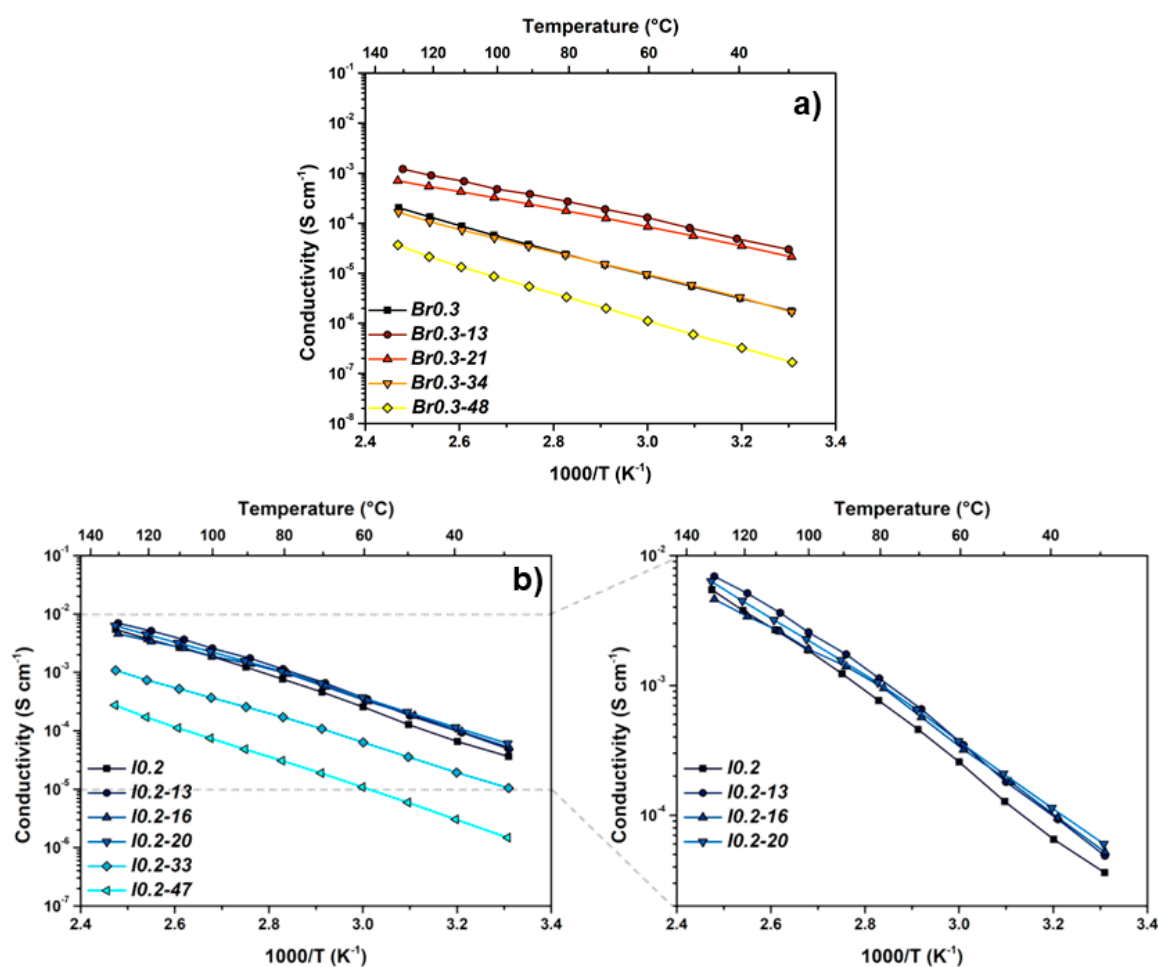 Temperature (°C)
140 120 100 80 60 40
10⁻¹
10⁻²
10⁻³
10⁻⁴
10⁻⁵
10⁻⁶
10⁻⁷
10⁻⁸
Conductivity (S cm⁻¹)
a)
Br0.3
Br0.3-13
Br0.3-21
Br0.3-34
Br0.3-48
2.4 2.6 2.8 3.0 3.2 3.4
1000/T (K⁻¹)
Temperature (°C)
140 120 100 80 60 40
10⁻¹
10⁻²
10⁻³
10⁻⁴
10⁻⁵
10⁻⁶
10⁻⁷
Conductivity (S cm⁻¹)
b)
I0.2
I0.2-13
I0.2-16
I0.2-20
I0.2-33
I0.2-47
2.4 2.6 2.8 3.0 3.2 3.4
1000/T (K⁻¹)
Temperature (°C)
140 120 100 80 60 40
10⁻²
10⁻³
10⁻⁴
Conductivity (S cm⁻¹)
I0.2
I0.2-13
I0.2-16
I0.2-20
2.4 2.6 2.8 3.0 3.2 3.4
1000/T (K⁻¹)